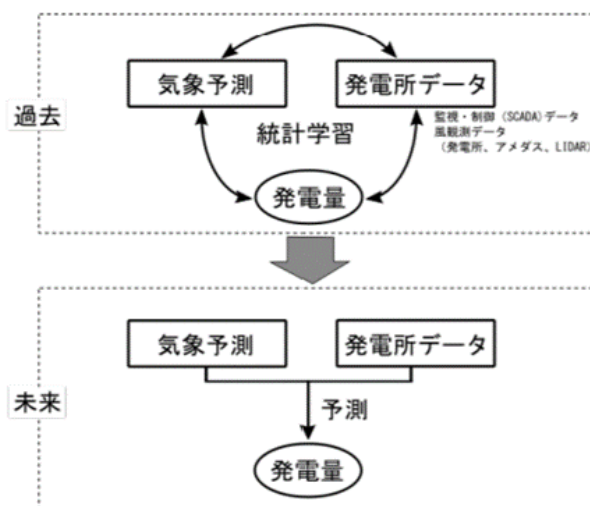 気象予測
発電所データ
過去
監視・制御（SCADA）データ
風観測データ
（発電所、アメダス、LIDAR）
統計学習
発電量
気象予測
発電所データ
未来
予測
発電量